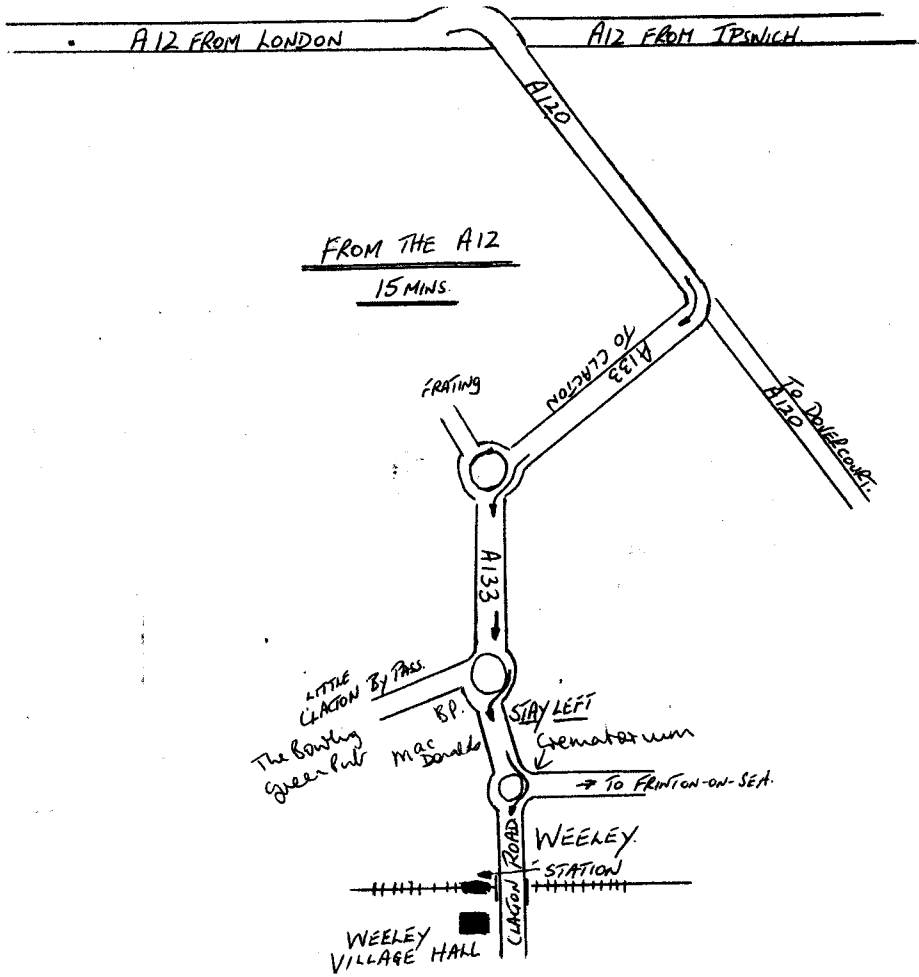 A12 FROM LONDON
A12 FROM IPSWICH.
A120
FROM THE A12
15 MINS.
TO CLACTON
A133
FRATING
TO DOVERCOURT.
A120
A133
LITTLE
CLACTON BY PASS.
BP.
STAY LEFT
The Bowling
Green Pub
Mac
Donalds
Crematorium
→ TO FRINTON-ON-SEA.
CLACTON ROAD
WEELEY.
STATION
WEELEY
VILLAGE HALL